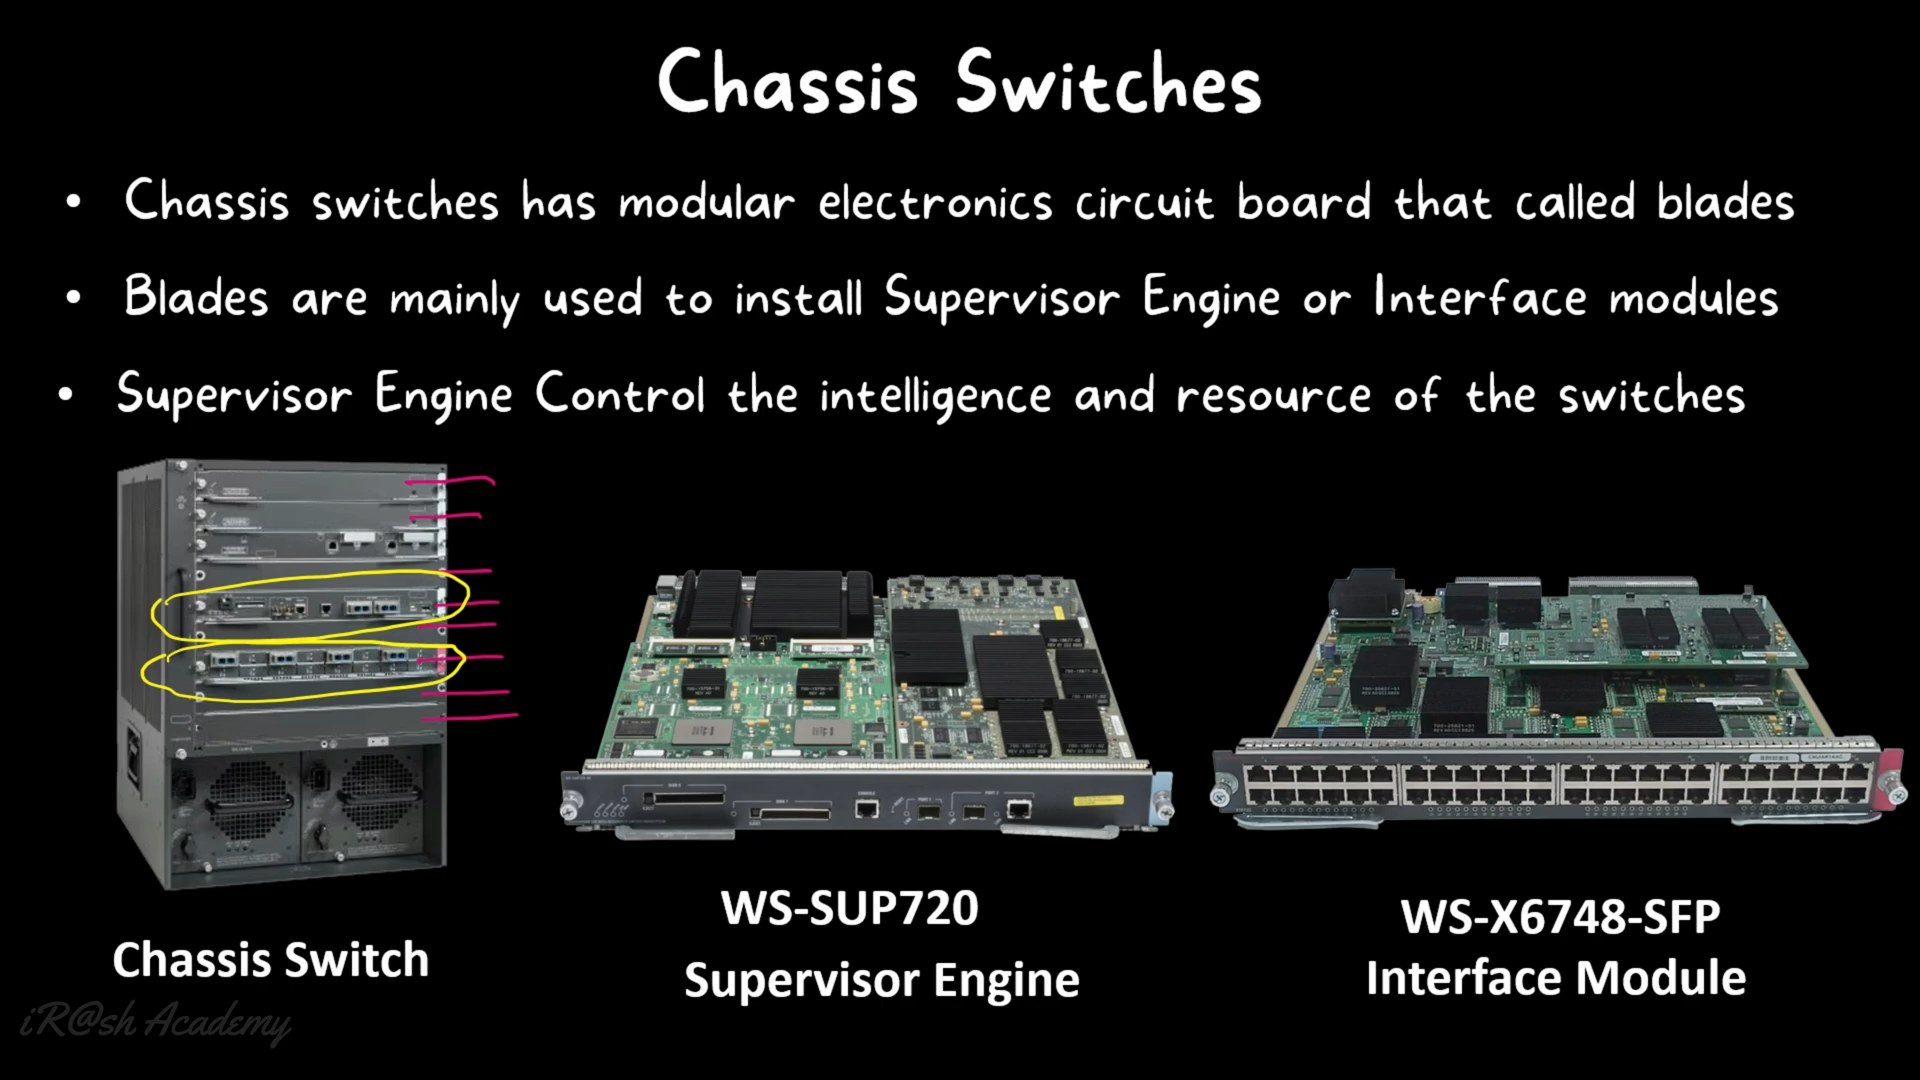 Chassis Switches
• Chassis switches has modular electronics circuit board that called blades
• Blades are mainly used to install Supervisor Engine or Interface modules
• Supervisor Engine Control the intelligence and resource of the switches
CONSOLE
WS-SUP720
Supervisor Engine
WS-X6748-SFP
Interface Module
Chassis Switch
iR@sh Academy